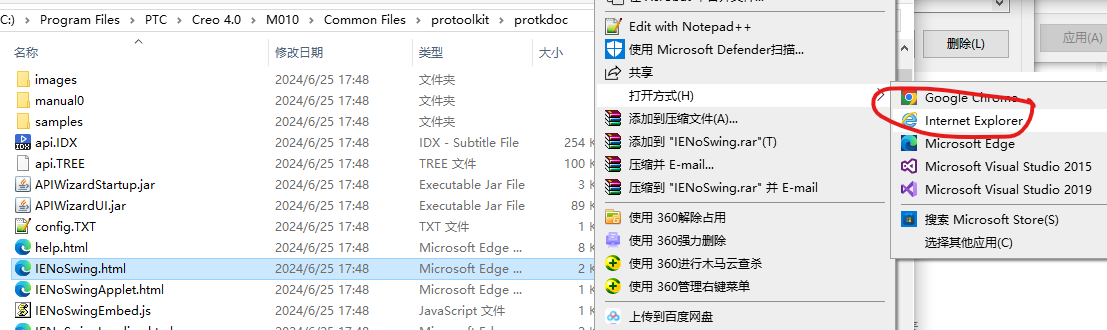 C:) › Program Files › PTC › Creo 4.0 › M010 › Common Files › protoolkit › protkdoc
名称 修改日期 类型
images 2024/6/25 17:48 文件夹
manual0 2024/6/25 17:48 文件夹
samples 2024/6/25 17:48 文件夹
api.IDX 2024/6/25 17:48 IDX - Subtitle File 254 K
api.TREE 2024/6/25 17:48 TREE 文件 100 K
APIWizardStartup.jar 2024/6/25 17:48 Executable Jar File 3 K
APIWizardUI.jar 2024/6/25 17:48 Executable Jar File 89 K
config.TXT 2024/6/25 17:48 TXT 文件 1 K
help.html 2024/6/25 17:48 Microsoft Edge ... 8 K
IENoSwing.html 2024/6/25 17:48 Microsoft Edge ... 2 K
IENoSwingApplet.html 2024/6/25 17:48 Microsoft Edge ... 1 K
IENoSwingEmbed.js 2024/6/25 17:48 JavaScript 文件 1 K
Edit with Notepad++
使用 Microsoft Defender扫描...
共享
打开方式(H)
添加到压缩文件(A)...
添加到 "IENoSwing.rar"(T)
压缩并 E-mail...
压缩到 "IENoSwing.rar" 并 E-mail
使用 360解除占用
使用 360强力删除
使用 360进行木马云查杀
使用 360管理右键菜单
上传到百度网盘
删除(L)
应用(A)
Google Chrome
Internet Explorer
Microsoft Edge
Microsoft Visual Studio 2015
Microsoft Visual Studio 2019
搜索 Microsoft Store(S)
选择其他应用(C)